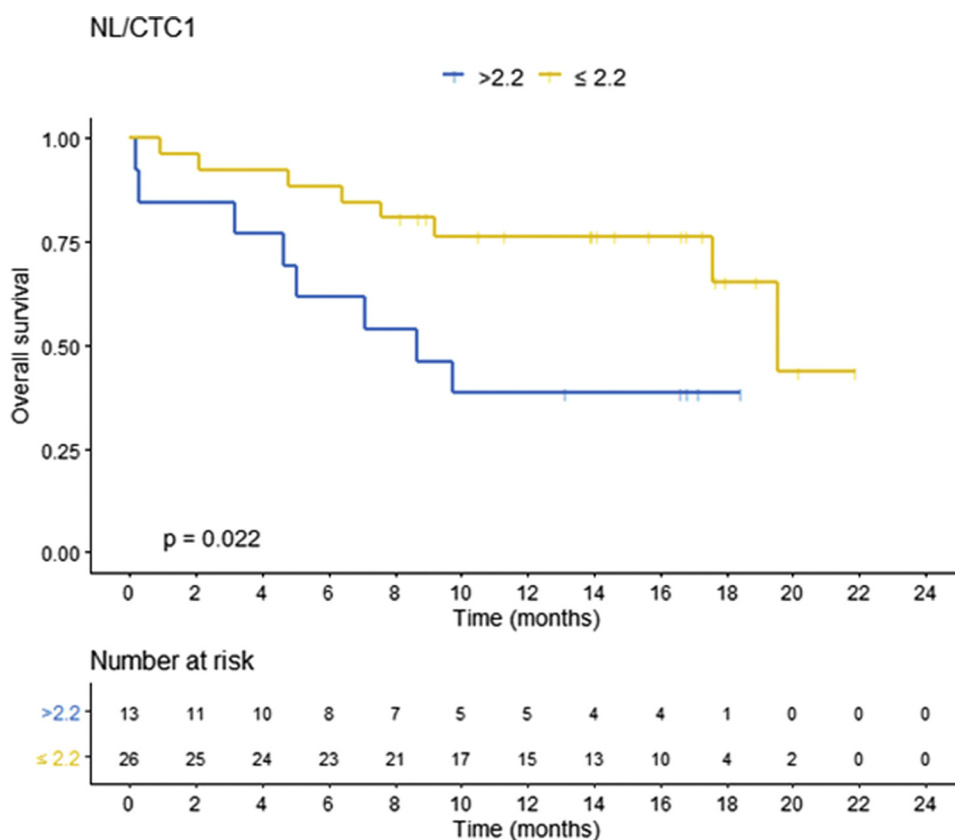 NL/CTC1
>2.2 ≤ 2.2
1.00
0.75
0.50
0.25
0.00
Overall survival
p = 0.022
0 2 4 6 8 10 12 14 16 18 20 22 24
Time (months)
Number at risk
>2.2 13 11 10 8 7 5 5 4 4 1 0 0 0
≤ 2.2 26 25 24 23 21 17 15 13 10 4 2 0 0
0 2 4 6 8 10 12 14 16 18 20 22 24
Time (months)